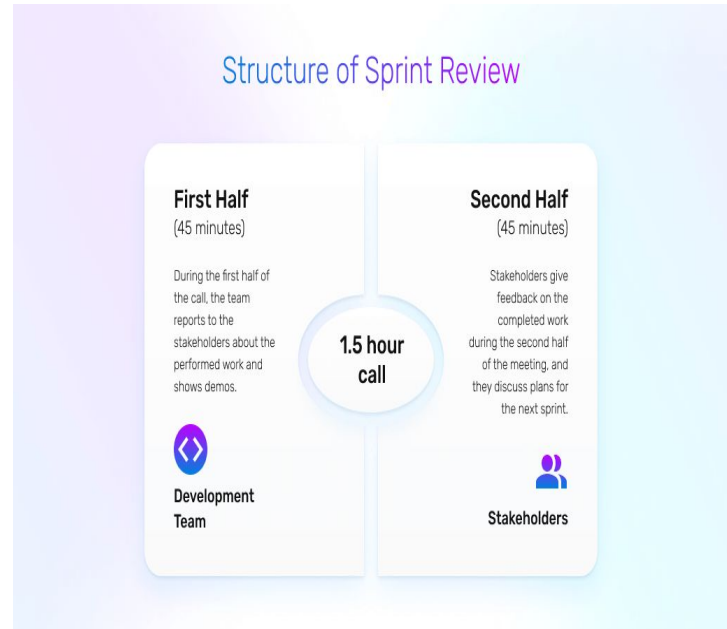 Structure of Sprint Review
First Half
(45 minutes)
During the first half of
the call, the team
reports to the
stakeholders about the
performed work and
shows demos.
Development
Team
1.5 hour
call
Second Half
(45 minutes)
Stakeholders give
feedback on the
completed work
during the second half
of the meeting, and
they discuss plans for
the next sprint.
Stakeholders